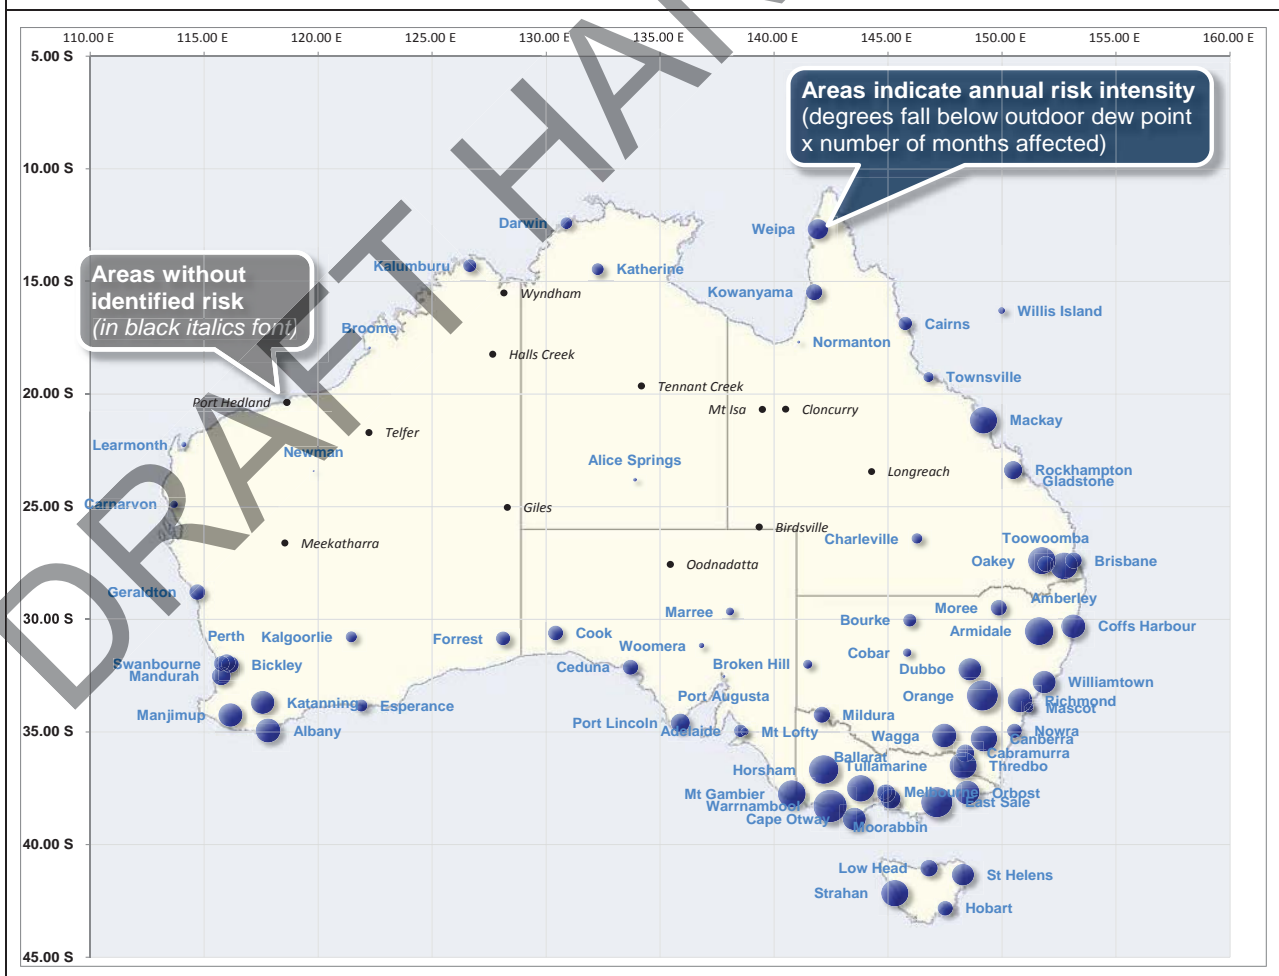 110.00 E 115.00 E 120.00 E 125.00 E 130.00 E 135.00 E 140.00 E 145.00 E 150.00 E 155.00 E 160.00 E
5.00 S
Areas indicate annual risk intensity
(degrees fall below outdoor dew point
x number of months affected)
10.00 S
Darwin
Weipa
Areas without
identified risk
(in black italics font)
Kalumburu
Katherine
15.00 S
Wyndham
Kowanyama
Willis Island
Broome
Cairns
Normanton
Halls Creek
Townsville
Tennant Creek
20.00 S
Port Hedland
Mt Isa
Cloncurry
Mackay
Telfer
Learmonth
Newman
Alice Springs
Longreach
Rockhampton
Gladstone
25.00 S
Carnarvon
Giles
Birdsville
Charleville
Toowoomba
Meekatharra
Oakey
Brisbane
Oodnadatta
Geraldton
Amberley
Moree
30.00 S
Marree
Bourke
Coffs Harbour
Armidale
Perth
Kalgoorlie
Forrest
Cook
Woomera
Cobar
Swanbourne
Bickley
Ceduna
Broken Hill
Dubbo
Mandurah
Williamtown
Port Augusta
Orange
Richmond
Katanning
Esperance
Mascot
Manjimup
Mildura
35.00 S
Albany
Port Lincoln
Adelaide
Mt Lofty
Wagga
Nowra
Canberra
Cabramurra
Ballarat
Tullamarine
Thredbo
Horsham
Mt Gambier
Melbourne
Orbost
Warrnambool
East Sale
Cape Otway
Moorabbin
40.00 S
Low Head
St Helens
Strahan
Hobart
45.00 S
DRAFT HAN